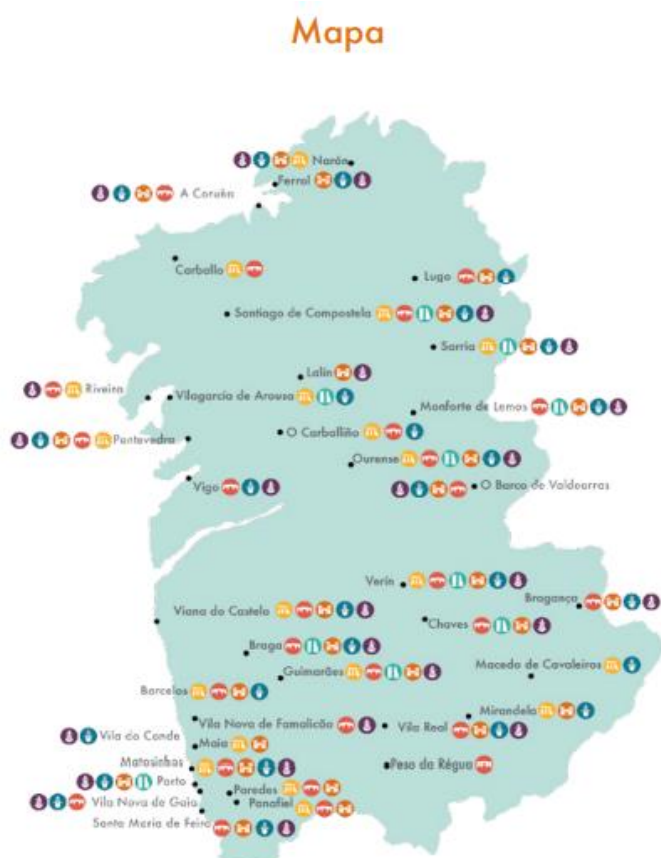 Mapa
Narón
Ferrol
A Coruña
Carballo
Lugo
Santiago de Compostela
Sarria
Lalín
Riveira
Vilagarcía de Arousa
Monforte de Lemos
O Carballiño
Pontevedra
Ourense
Vigo
O Barco de Valdeorras
Verín
Bragança
Viana do Castelo
Chaves
Braga
Guimarães
Macedo de Cavaleiros
Barcelos
Mirandela
Vila Nova de Famalicão
Vila Real
Vila do Conde
Maia
Matosinhos
Peso da Régua
Porto
Paredes
Vila Nova de Gaia
Penafiel
Santa Maria da Feira